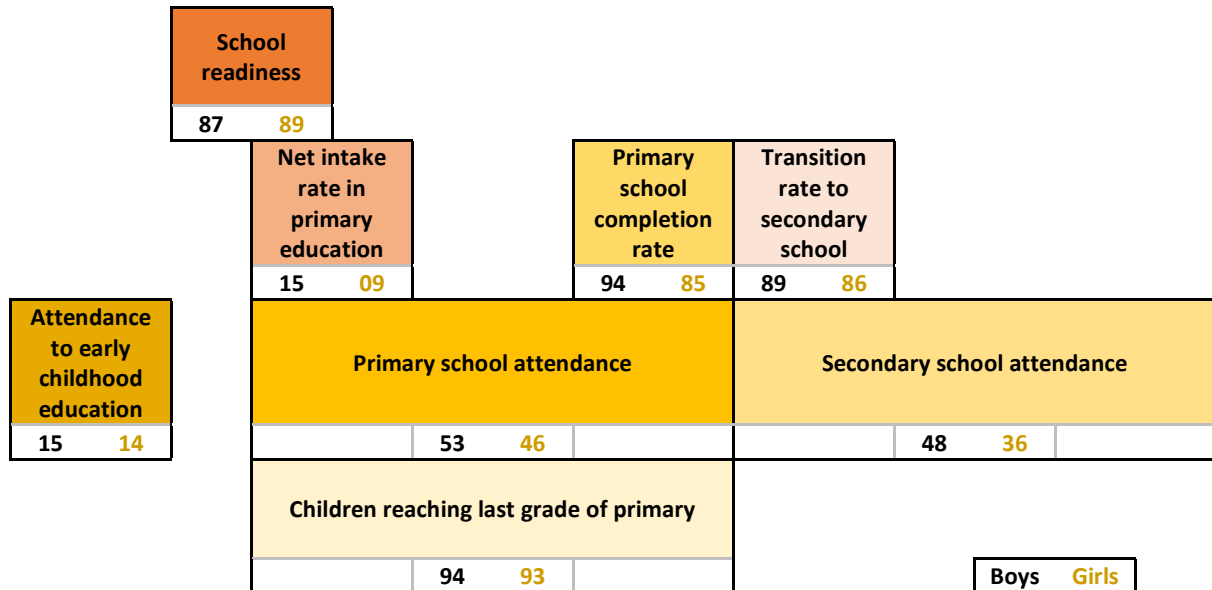 School
readiness
87 89
Net intake
rate in
primary
education
15 09
Primary
school
completion
rate
94 85
Transition
rate to
secondary
school
89 86
Attendance
to early
childhood
education
15 14
Primary school attendance
53 46
Secondary school attendance
48 36
Children reaching last grade of primary
94 93
Boys Girls